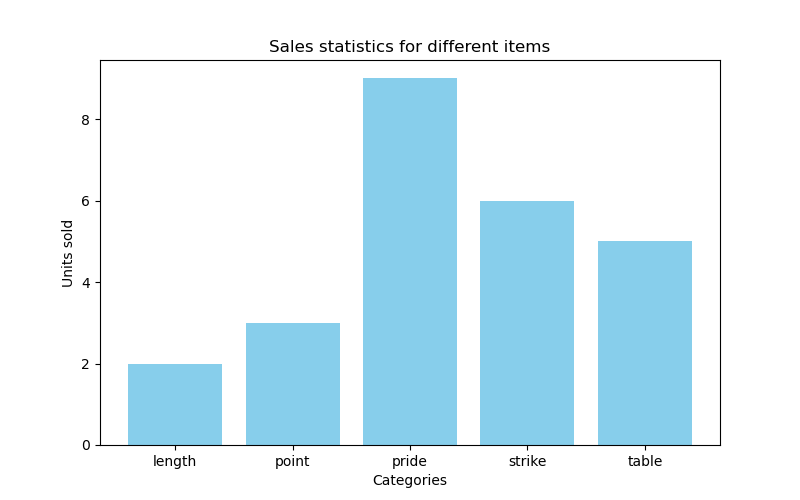 Sales statistics for different items
Units sold
8
6
4
2
0
length point pride strike table
Categories